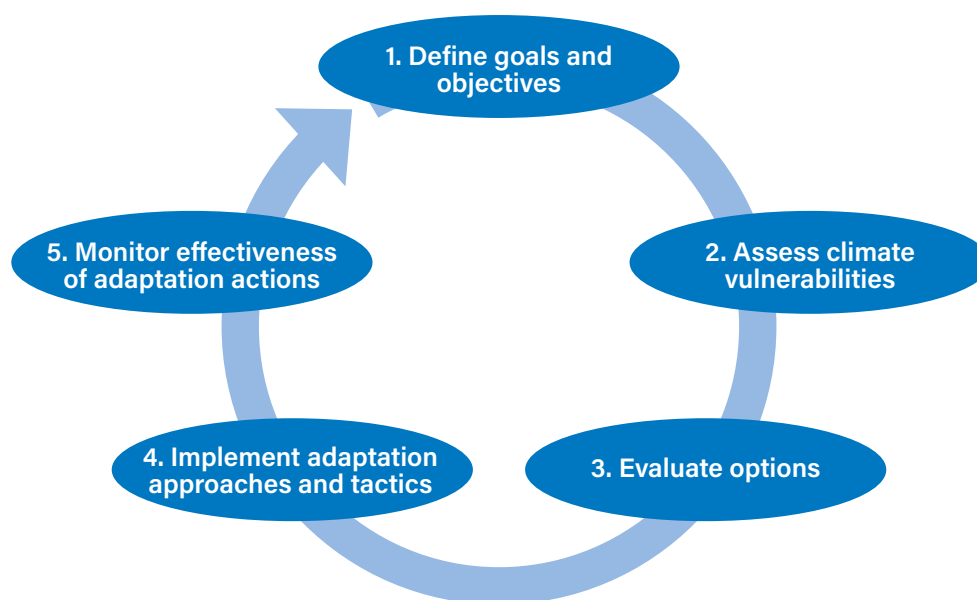 1. Define goals and
objectives
2. Assess climate
vulnerabilities
3. Evaluate options
4. Implement adaptation
approaches and tactics
5. Monitor effectiveness
of adaptation actions